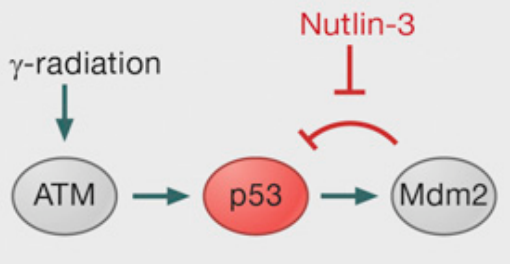 Nutlin-3
γ-radiation
ATM
p53
Mdm2